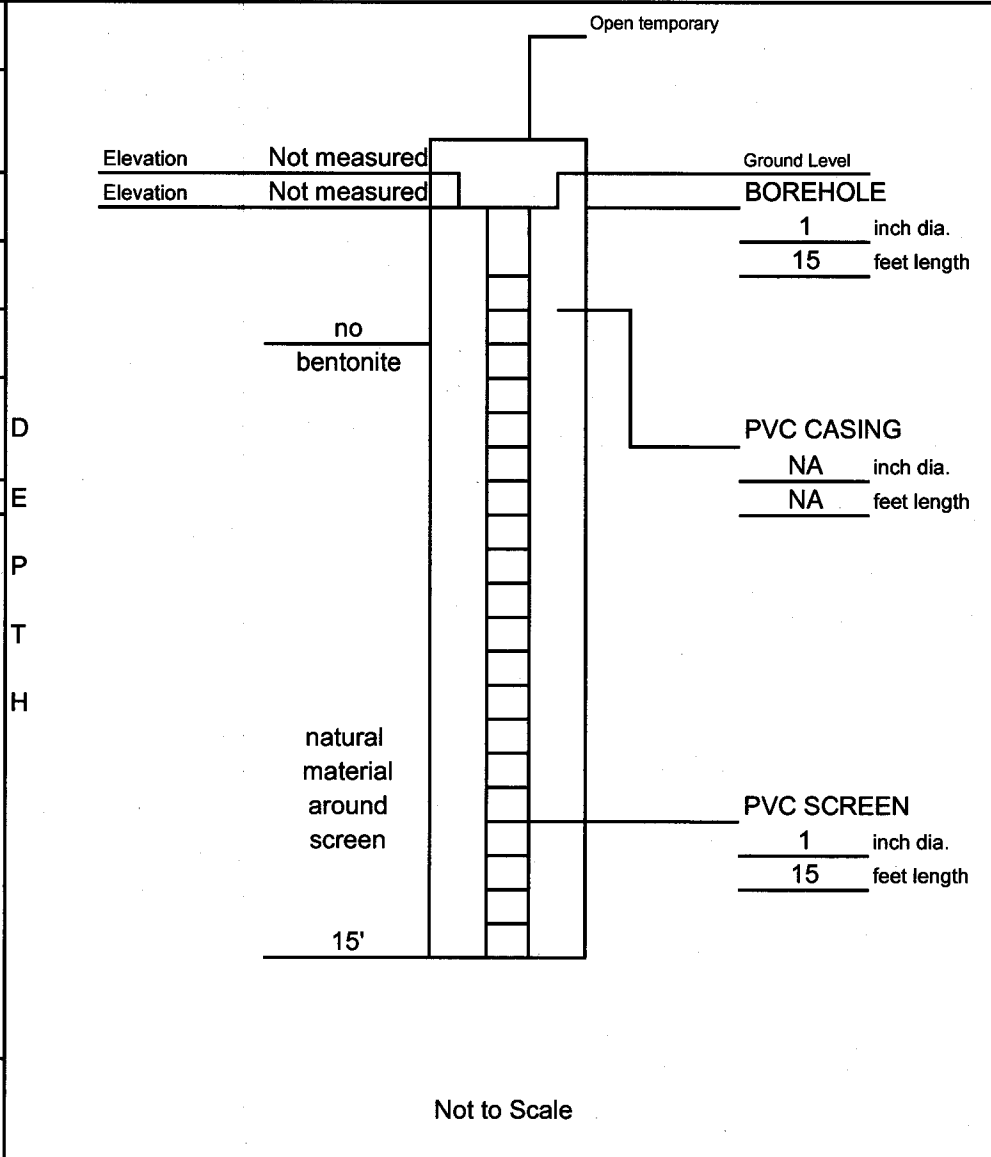 Open temporary
Elevation Not measured
Ground Level
Elevation Not measured
BOREHOLE
1 inch dia.
15 feet length
no
bentonite
D
E
P
T
H
PVC CASING
NA inch dia.
NA feet length
natural
material
around
screen
PVC SCREEN
1 inch dia.
15 feet length
15'
Not to Scale